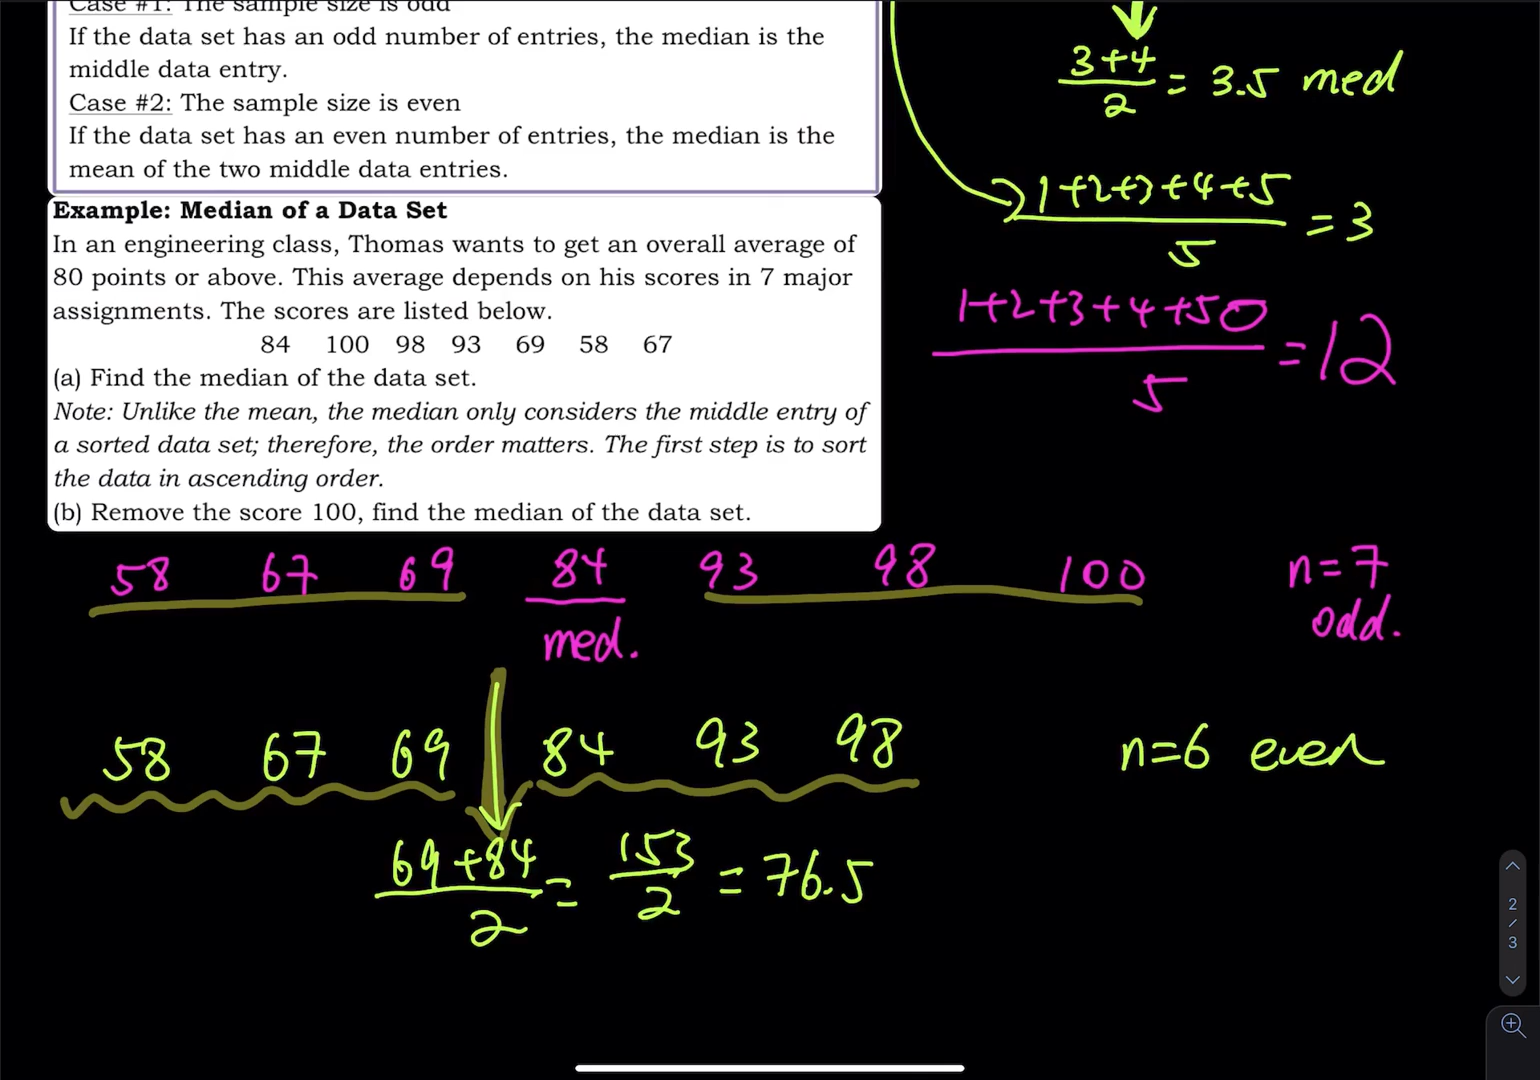 Case #1: The sample size is odd
If the data set has an odd number of entries, the median is the
middle data entry.
Case #2: The sample size is even
If the data set has an even number of entries, the median is the
mean of the two middle data entries.
Example: Median of a Data Set
In an engineering class, Thomas wants to get an overall average of
80 points or above. This average depends on his scores in 7 major
assignments. The scores are listed below.
84 100 98 93 69 58 67
(a) Find the median of the data set.
Note: Unlike the mean, the median only considers the middle entry of
a sorted data set; therefore, the order matters. The first step is to sort
the data in ascending order.
(b) Remove the score 100, find the median of the data set.
3+4
2
= 3.5 med
1+2+3+4+5
5
= 3
1+2+3+4+50
5
= 12
58 67 69 84 93 98 100 n=7
med. odd.
58 67 69 84 93 98 n=6 even
69+84
2
=
153
2
= 76.5
2
/
3